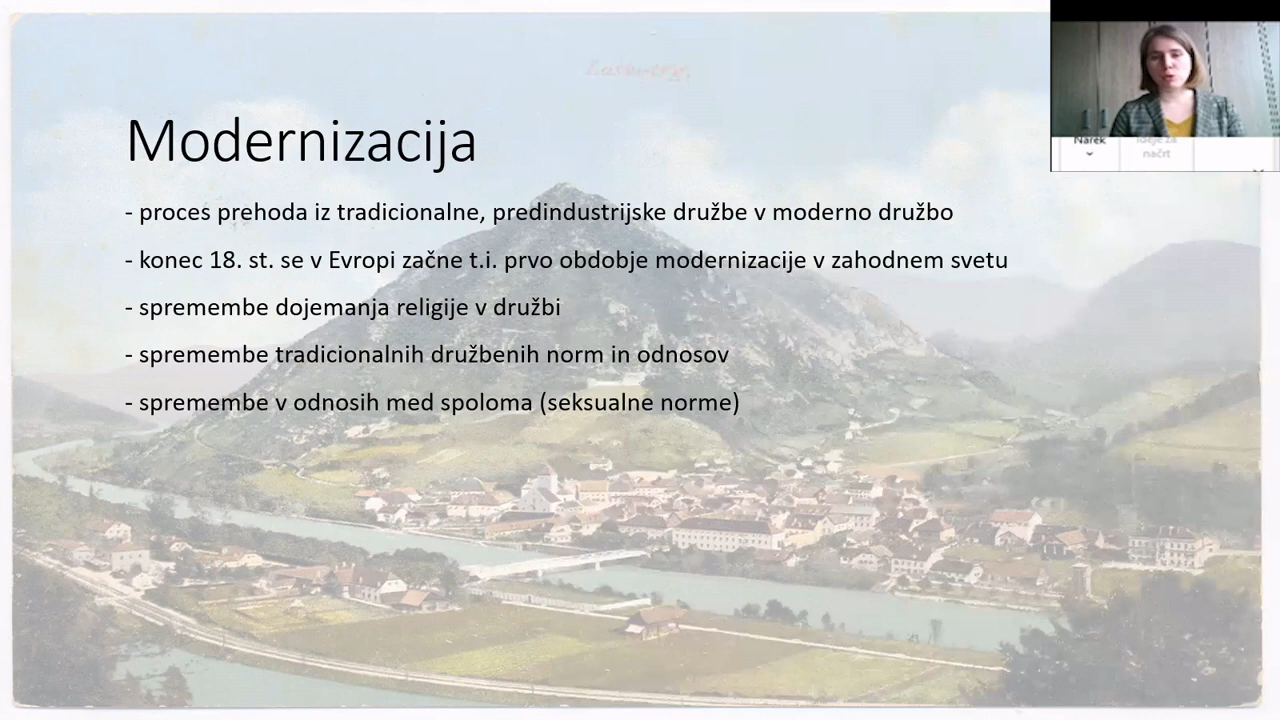 Modernizacija
- proces prehoda iz tradicionalne, predindustrijske družbe v moderno družbo
- konec 18. st. se v Evropi začne t.i. prvo obdobje modernizacije v zahodnem svetu
- spremembe dojemanja religije v družbi
- spremembe tradicionalnih družbenih norm in odnosov
- spremembe v odnosih med spoloma (seksualne norme)
Narek
Ideje za
načrt